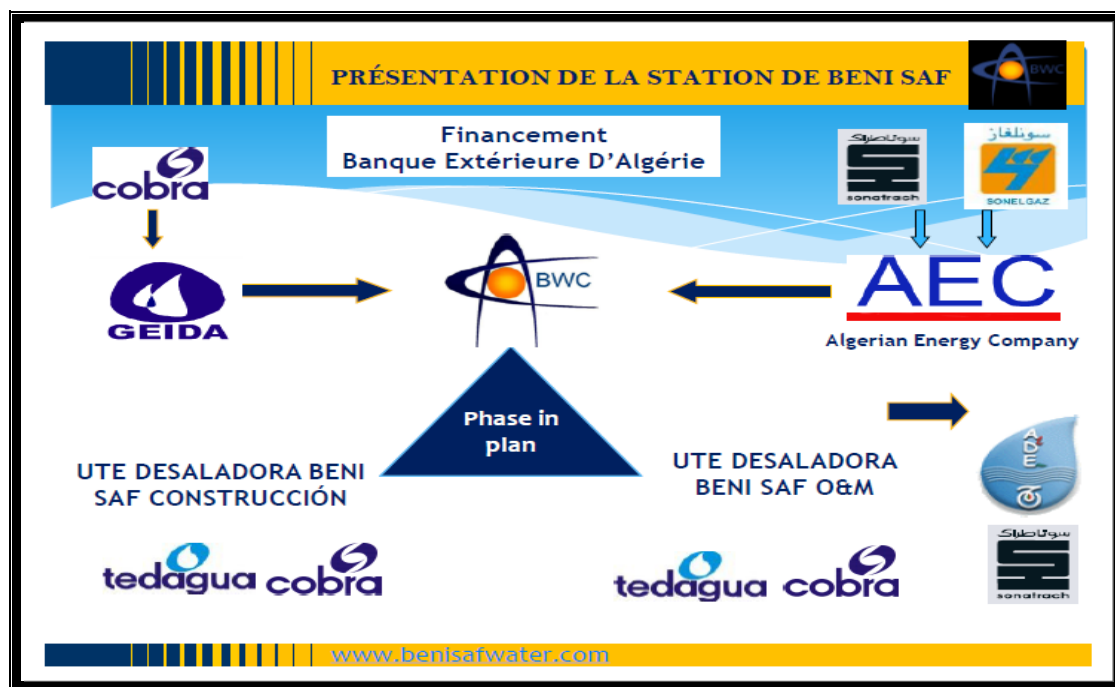 PRÉSENTATION DE LA STATION DE BENI SAF
BWC
Financement
Banque Extérieure D'Algérie
cobra
سوناطراك
sonatrach
سونلغاز
SONELGAZ
GEIDA
BWC
AEC
Algerian Energy Company
Phase in
plan
UTE DESALADORA BENI
SAF CONSTRUCCIÓN
UTE DESALADORA
BENI SAF O&M
ADE
tedagua
cobra
tedagua
cobra
سوناطراك
sonatrach
www.benisafwater.com